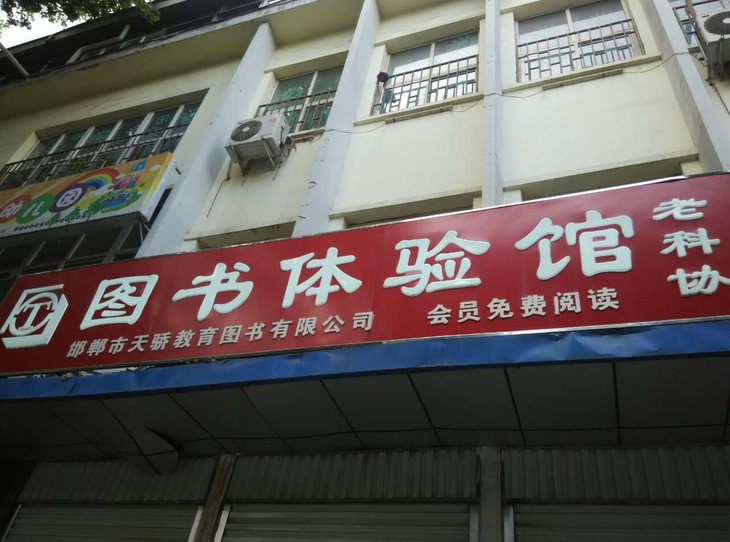 幼儿园
图书体验馆
老科协
邯郸市天骄教育图书有限公司
会员免费阅读